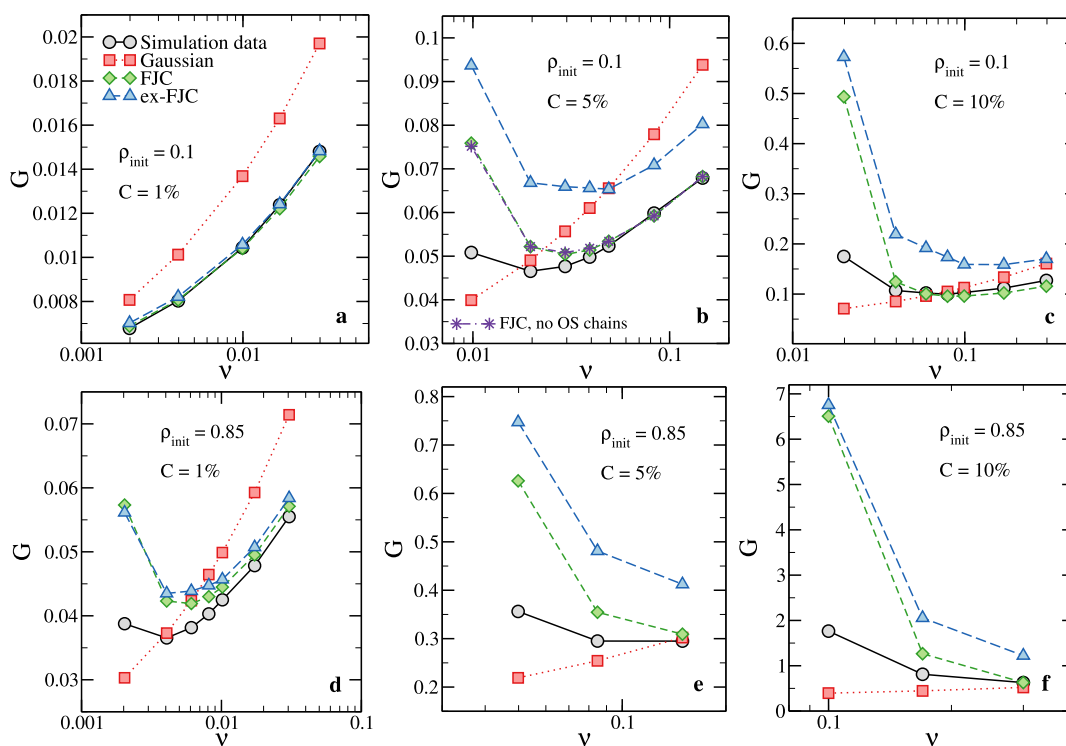 0.02
0.018
0.016
0.014
0.012
0.01
0.008
G
Simulation data
Gaussian
FJC
ex-FJC
ρinit = 0.1
C = 1%
a
0.001
0.01
ν
0.1
0.09
0.08
0.07
0.06
0.05
0.04
0.03
G
ρinit = 0.1
C = 5%
FJC, no OS chains
b
0.01
0.1
ν
0.6
0.5
0.4
0.3
0.2
0.1
0
G
ρinit = 0.1
C = 10%
c
0.01
0.1
ν
0.07
0.06
0.05
0.04
0.03
G
ρinit = 0.85
C = 1%
d
0.001
0.01
0.1
ν
0.8
0.7
0.6
0.5
0.4
0.3
0.2
G
ρinit = 0.85
C = 5%
e
0.1
ν
7
6
5
4
3
2
1
0
G
ρinit = 0.85
C = 10%
f
0.1
ν